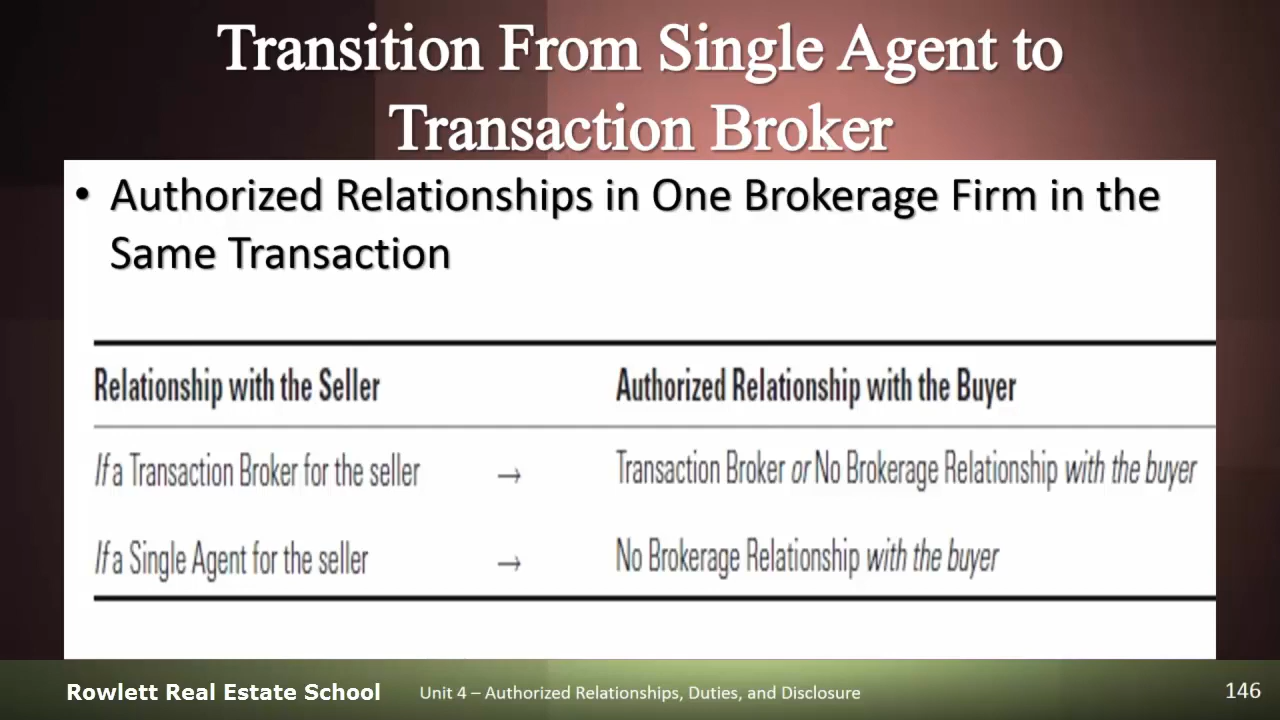 Transition From Single Agent to
Transaction Broker
• Authorized Relationships in One Brokerage Firm in the
Same Transaction
Relationship with the Seller Authorized Relationship with the Buyer
If a Transaction Broker for the seller → Transaction Broker or No Brokerage Relationship with the buyer
If a Single Agent for the seller → No Brokerage Relationship with the buyer
Rowlett Real Estate School Unit 4 – Authorized Relationships, Duties, and Disclosure 146